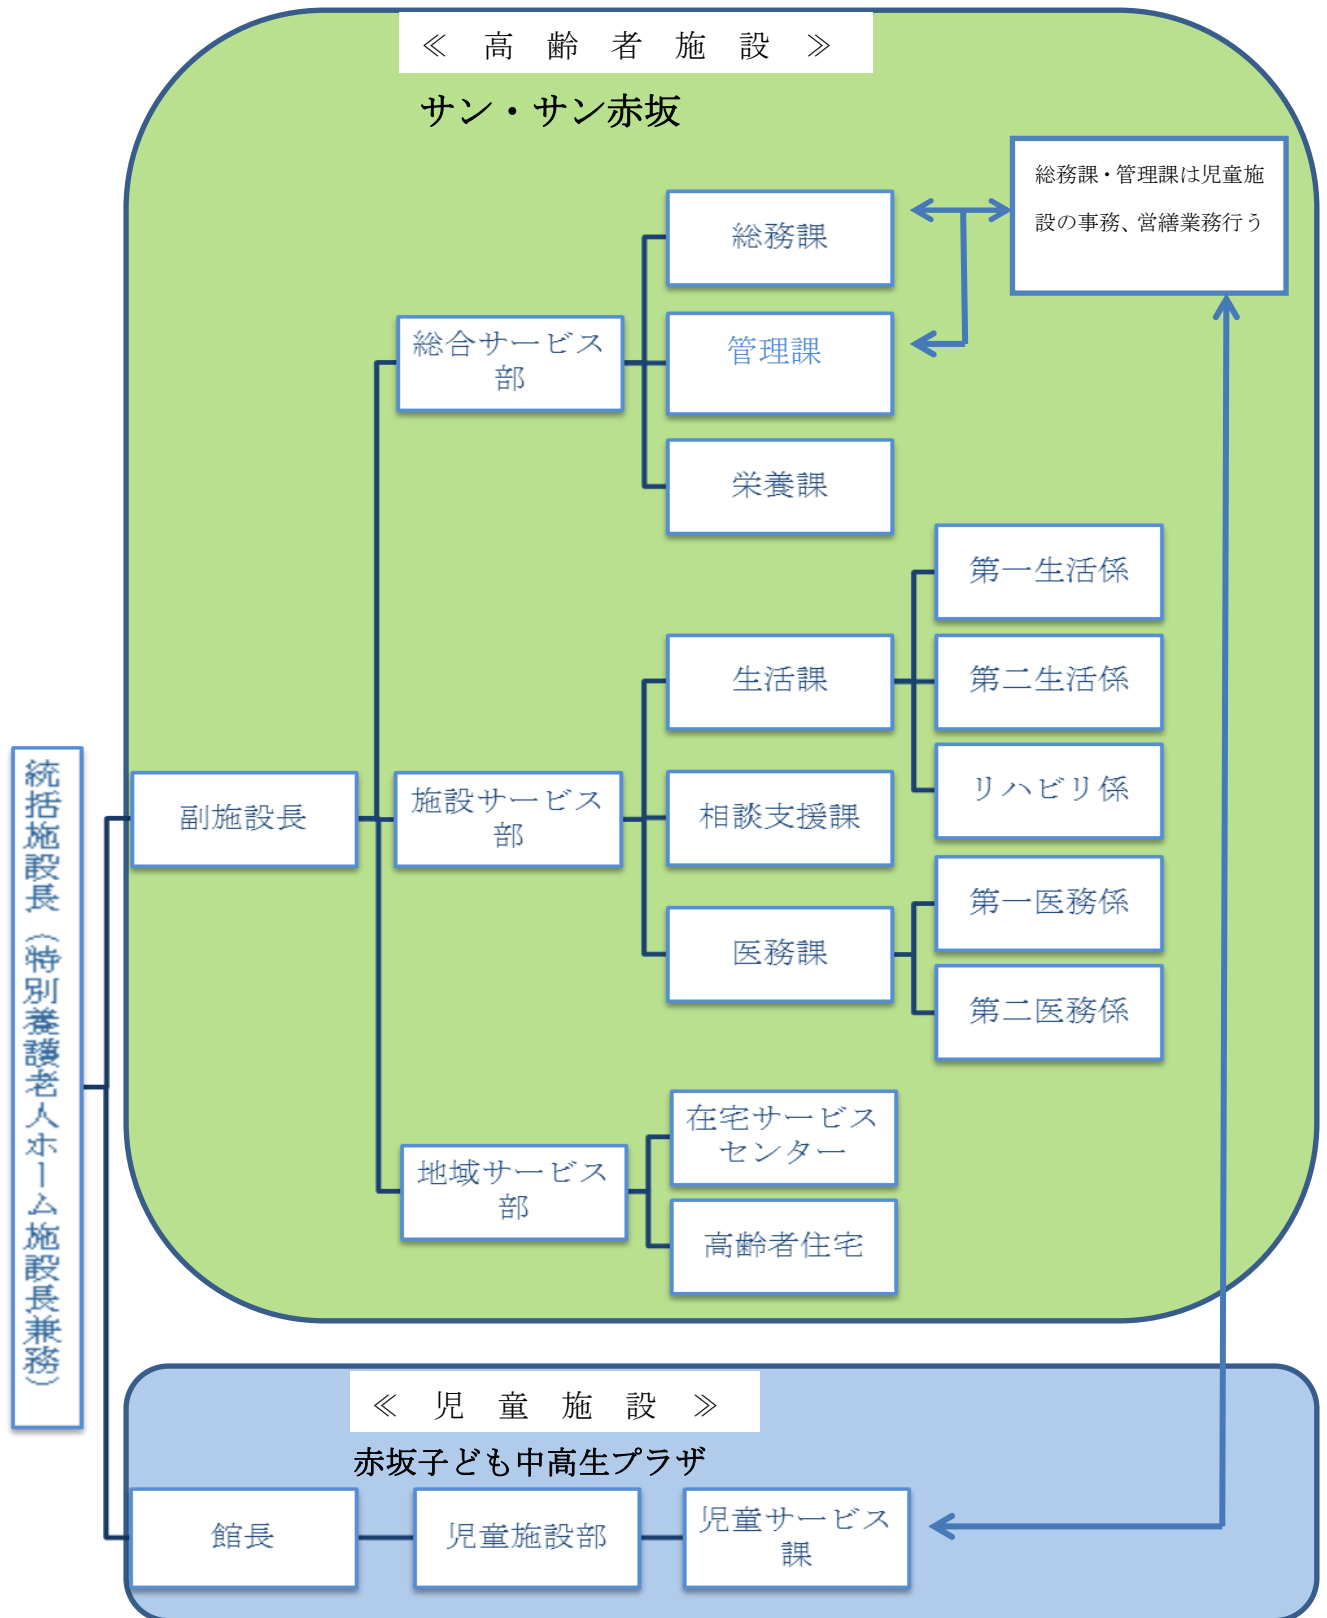 ≪ 高 齢 者 施 設 ≫
サン・サン赤坂
総務課・管理課は児童施
設の事務、営繕業務行う
総務課
総合サービス
部
管理課
栄養課
第一生活係
生活課
第二生活係
リハビリ係
統括施設長（特別養護老人ホーム施設長兼務）
副施設長
施設サービス
部
相談支援課
第一医務係
医務課
第二医務係
在宅サービス
センター
地域サービス
部
高齢者住宅
≪ 児 童 施 設 ≫
赤坂子ども中高生プラザ
館長
児童施設部
児童サービス
課